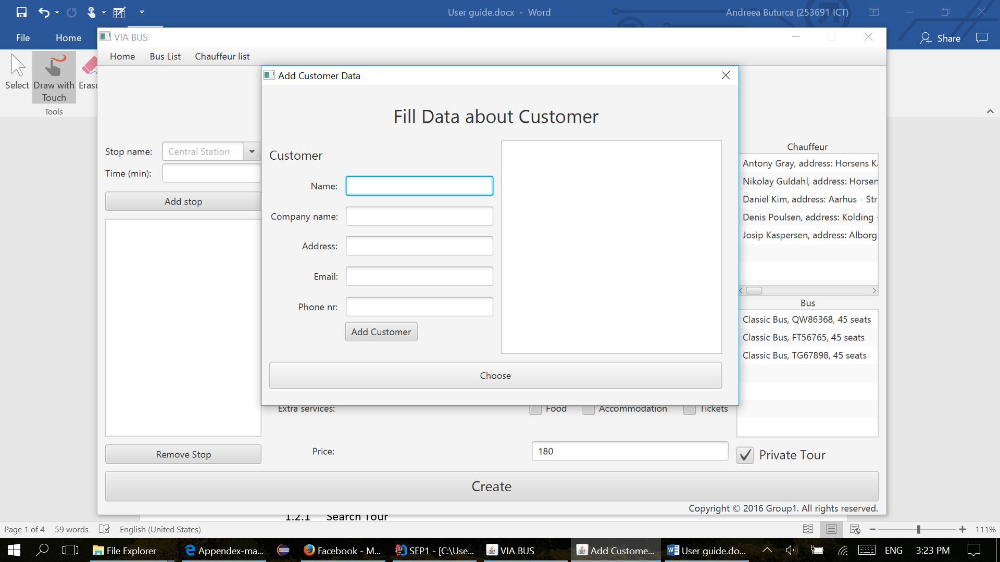 User guide.docx - Word
Andreea Buturca (253691 ICT)
File
Home
Share
Select
Draw with
Touch
Erase
Tools
VIA BUS
Home
Bus List
Chauffeur list
Add Customer Data
Fill Data about Customer
Customer
Name:
Company name:
Address:
Email:
Phone nr:
Add Customer
Choose
Stop name:
Central Station
Time (min):
Add stop
Remove Stop
Chauffeur
Antony Gray, address: Horsens Ka
Nikolay Guldahl, address: Horsen
Daniel Kim, address: Aarhus - Str
Denis Poulsen, address: Kolding -
Josip Kaspersen, address: Alborg
Bus
Classic Bus, QW86368, 45 seats
Classic Bus, FT56765, 45 seats
Classic Bus, TG67898, 45 seats
Extra services:
Food
Accommodation
Tickets
Price:
180
Private Tour
Create
Copyright © 2016 Group1. All rights reserved.
1.2.1 Search Tour
Page 1 of 4
59 words
English (United States)
111%
File Explorer
Appendex-ma...
Facebook - M...
SEP1 - [C:\Use...
VIA BUS
Add Custome...
User guide.do...
ENG
3:23 PM